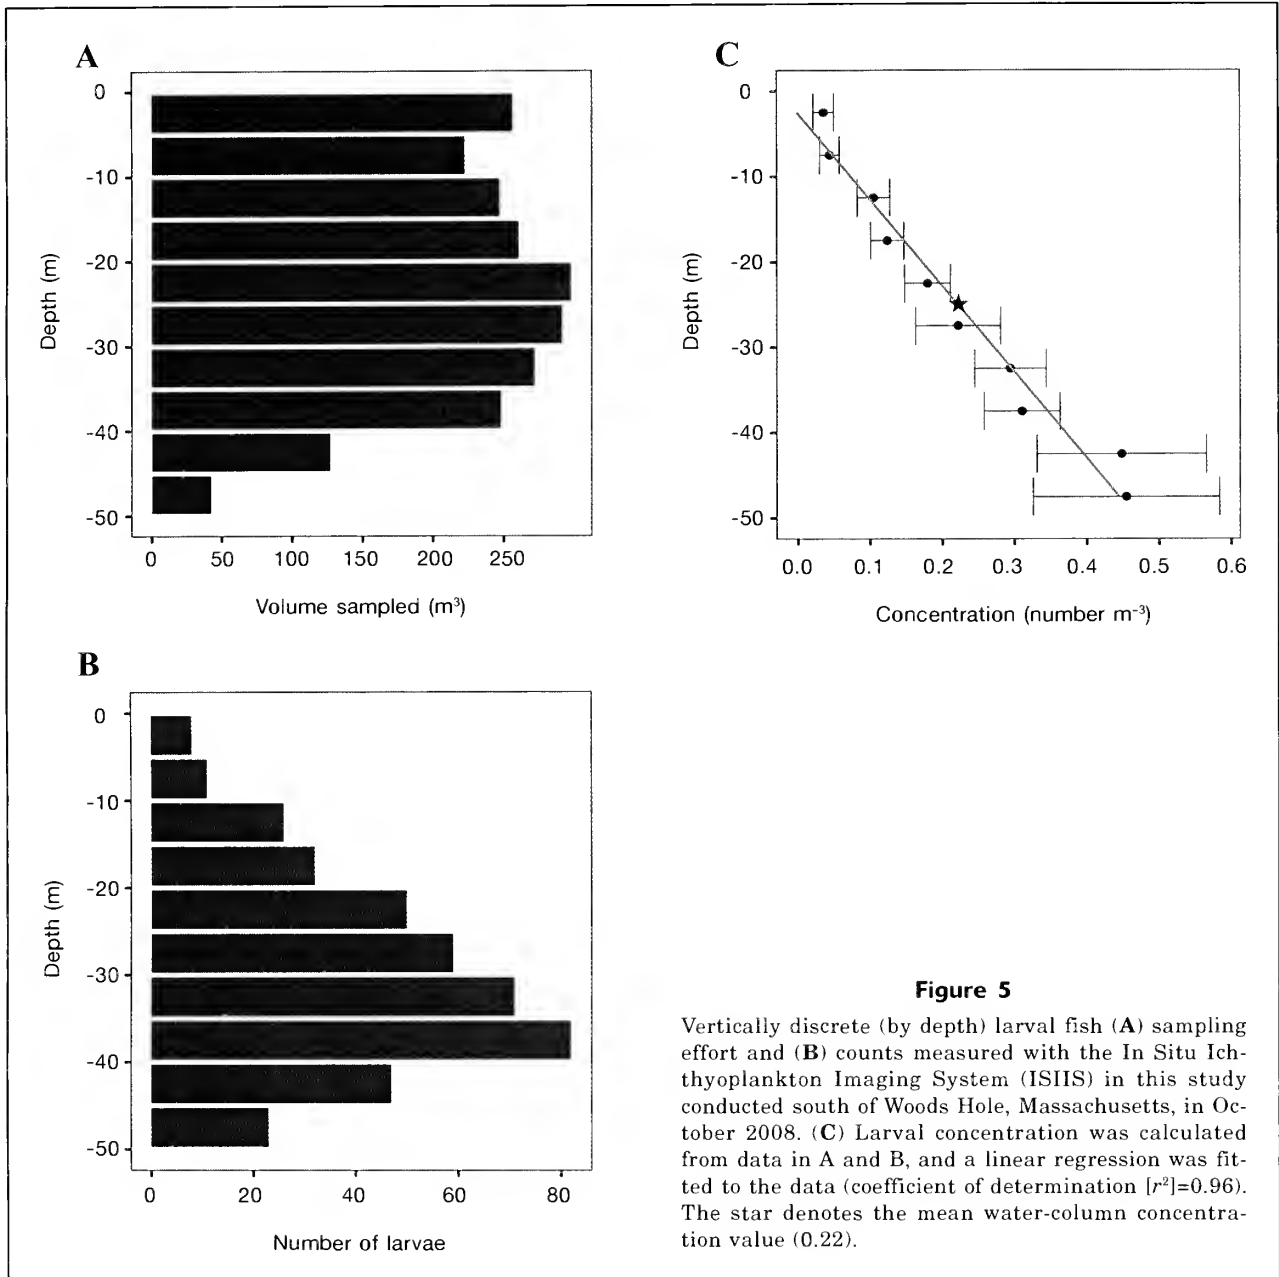 A
0
-10
-20
-30
-40
-50
Depth (m)
0 50 100 150 200 250
Volume sampled (m³)
C
0
-10
-20
-30
-40
-50
Depth (m)
0.0 0.1 0.2 0.3 0.4 0.5 0.6
Concentration (number m⁻³)
B
0
-10
-20
-30
-40
-50
Depth (m)
0 20 40 60 80
Number of larvae
Figure 5
Vertically discrete (by depth) larval fish (A) sampling
effort and (B) counts measured with the In Situ Ich-
thyoplankton Imaging System (ISIIS) in this study
conducted south of Woods Hole, Massachusetts, in Oc-
tober 2008. (C) Larval concentration was calculated
from data in A and B, and a linear regression was fit-
ted to the data (coefficient of determination [r²]=0.96).
The star denotes the mean water-column concentra-
tion value (0.22).